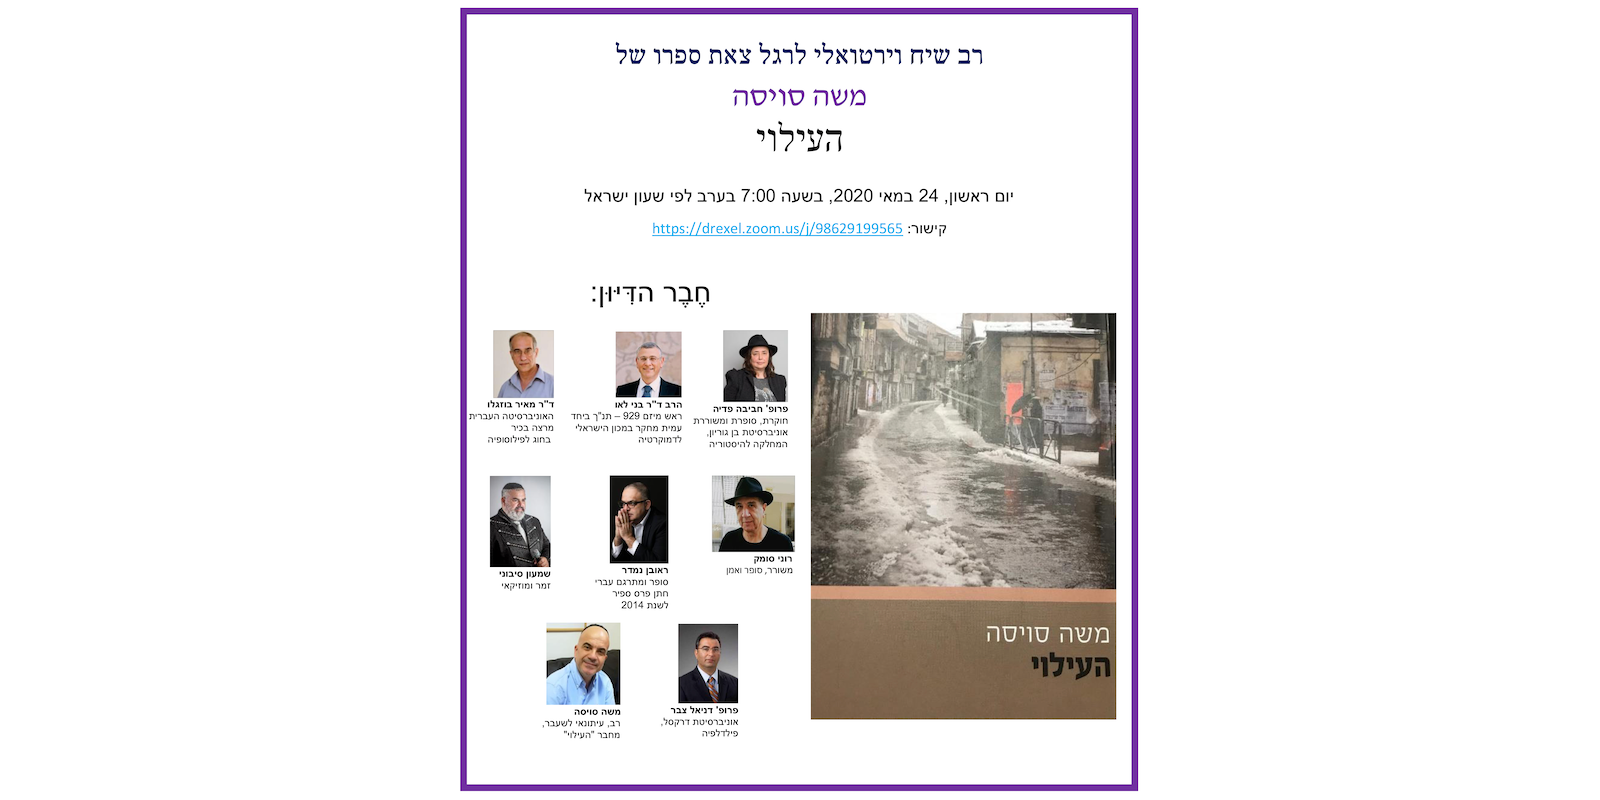 רב שיח וירטואלי לרגל צאת ספרו של
משה סויסה
העילוי
יום ראשון, 24 במאי 2020, בשעה 7:00 בערב לפי שעון ישראל
קישור: https://drexel.zoom.us/j/98629199565
חֶבֶר הדִּיּוּן:
פרופ' חביבה פדיה
חוקרת, סופרת ומשוררת
אוניברסיטת בן גוריון,
המחלקה להיסטוריה
הרב ד"ר בני לאו
ראש מיזם 929 – תנ"ך ביחד
עמית מחקר במכון הישראלי
לדמוקרטיה
ד"ר מאיר בוזגלו
האוניברסיטה העברית
מרצה בכיר
בחוג לפילוסופיה
רוני סומק
משורר, סופר ואמן
ראובן נמדר
סופר ומתרגם עברי
חתן פרס ספיר
לשנת 2014
שמעון סיבוני
זמר ומוזיקאי
פרופ' דניאל צבר
אוניברסיטת דרקסל,
פילדלפיה
משה סויסה
רב, עיתונאי לשעבר,
מחבר "העילוי"
משה סויסה
העילוי